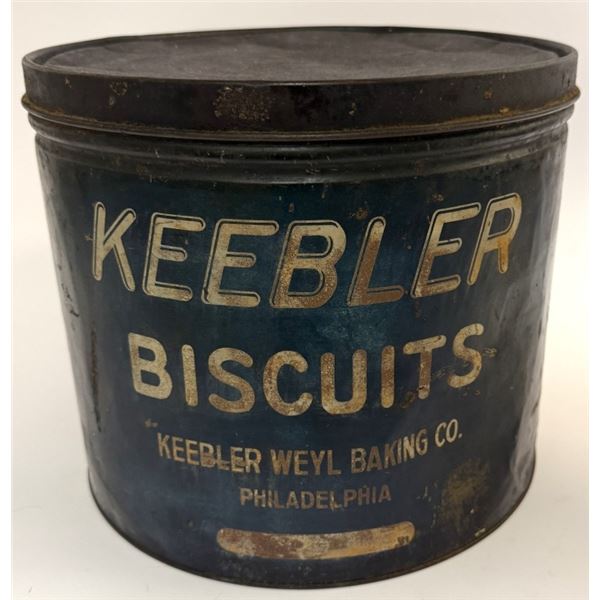 KEEBLER
BISCUITS
KEEBLER WEYL BAKING CO.
PHILADELPHIA